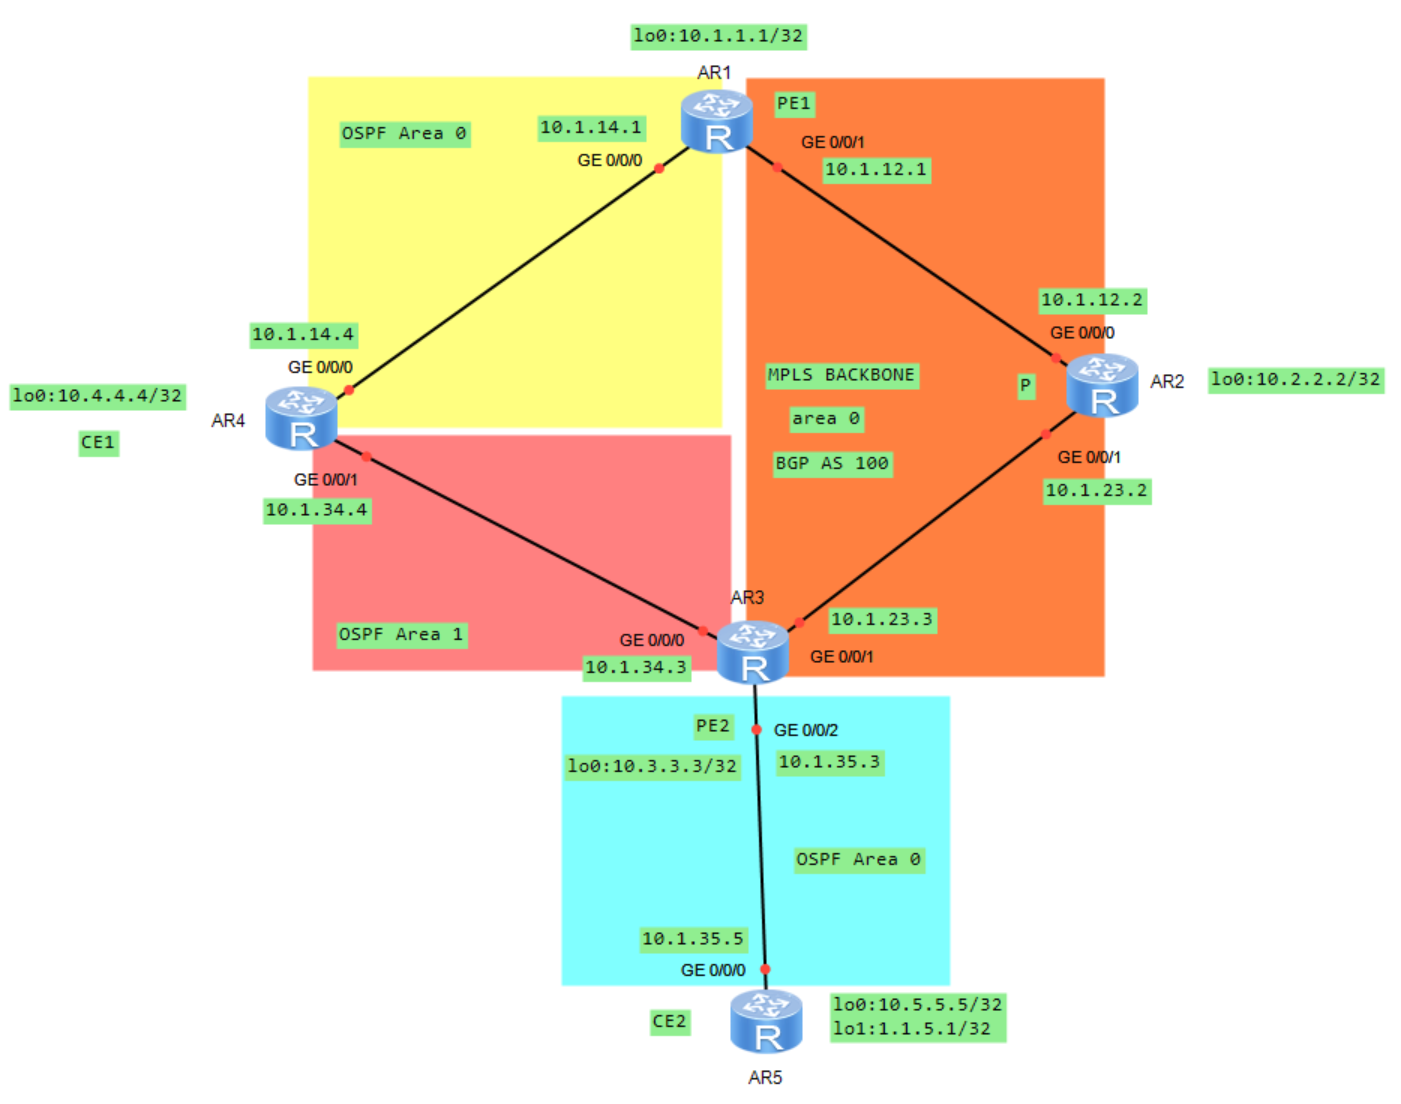 lo0:10.1.1.1/32
AR1
R
PE1
OSPF Area 0
10.1.14.1
GE 0/0/0
GE 0/0/1
10.1.12.1
10.1.12.2
GE 0/0/0
10.1.14.4
GE 0/0/0
lo0:10.4.4.4/32
AR4
R
CE1
MPLS BACKBONE
area 0
BGP AS 100
P
R
AR2
lo0:10.2.2.2/32
GE 0/0/1
10.1.23.2
GE 0/0/1
10.1.34.4
AR3
R
OSPF Area 1
GE 0/0/0
10.1.34.3
10.1.23.3
GE 0/0/1
PE2
GE 0/0/2
lo0:10.3.3.3/32
10.1.35.3
OSPF Area 0
10.1.35.5
GE 0/0/0
CE2
R
lo0:10.5.5.5/32
lo1:1.1.5.1/32
AR5